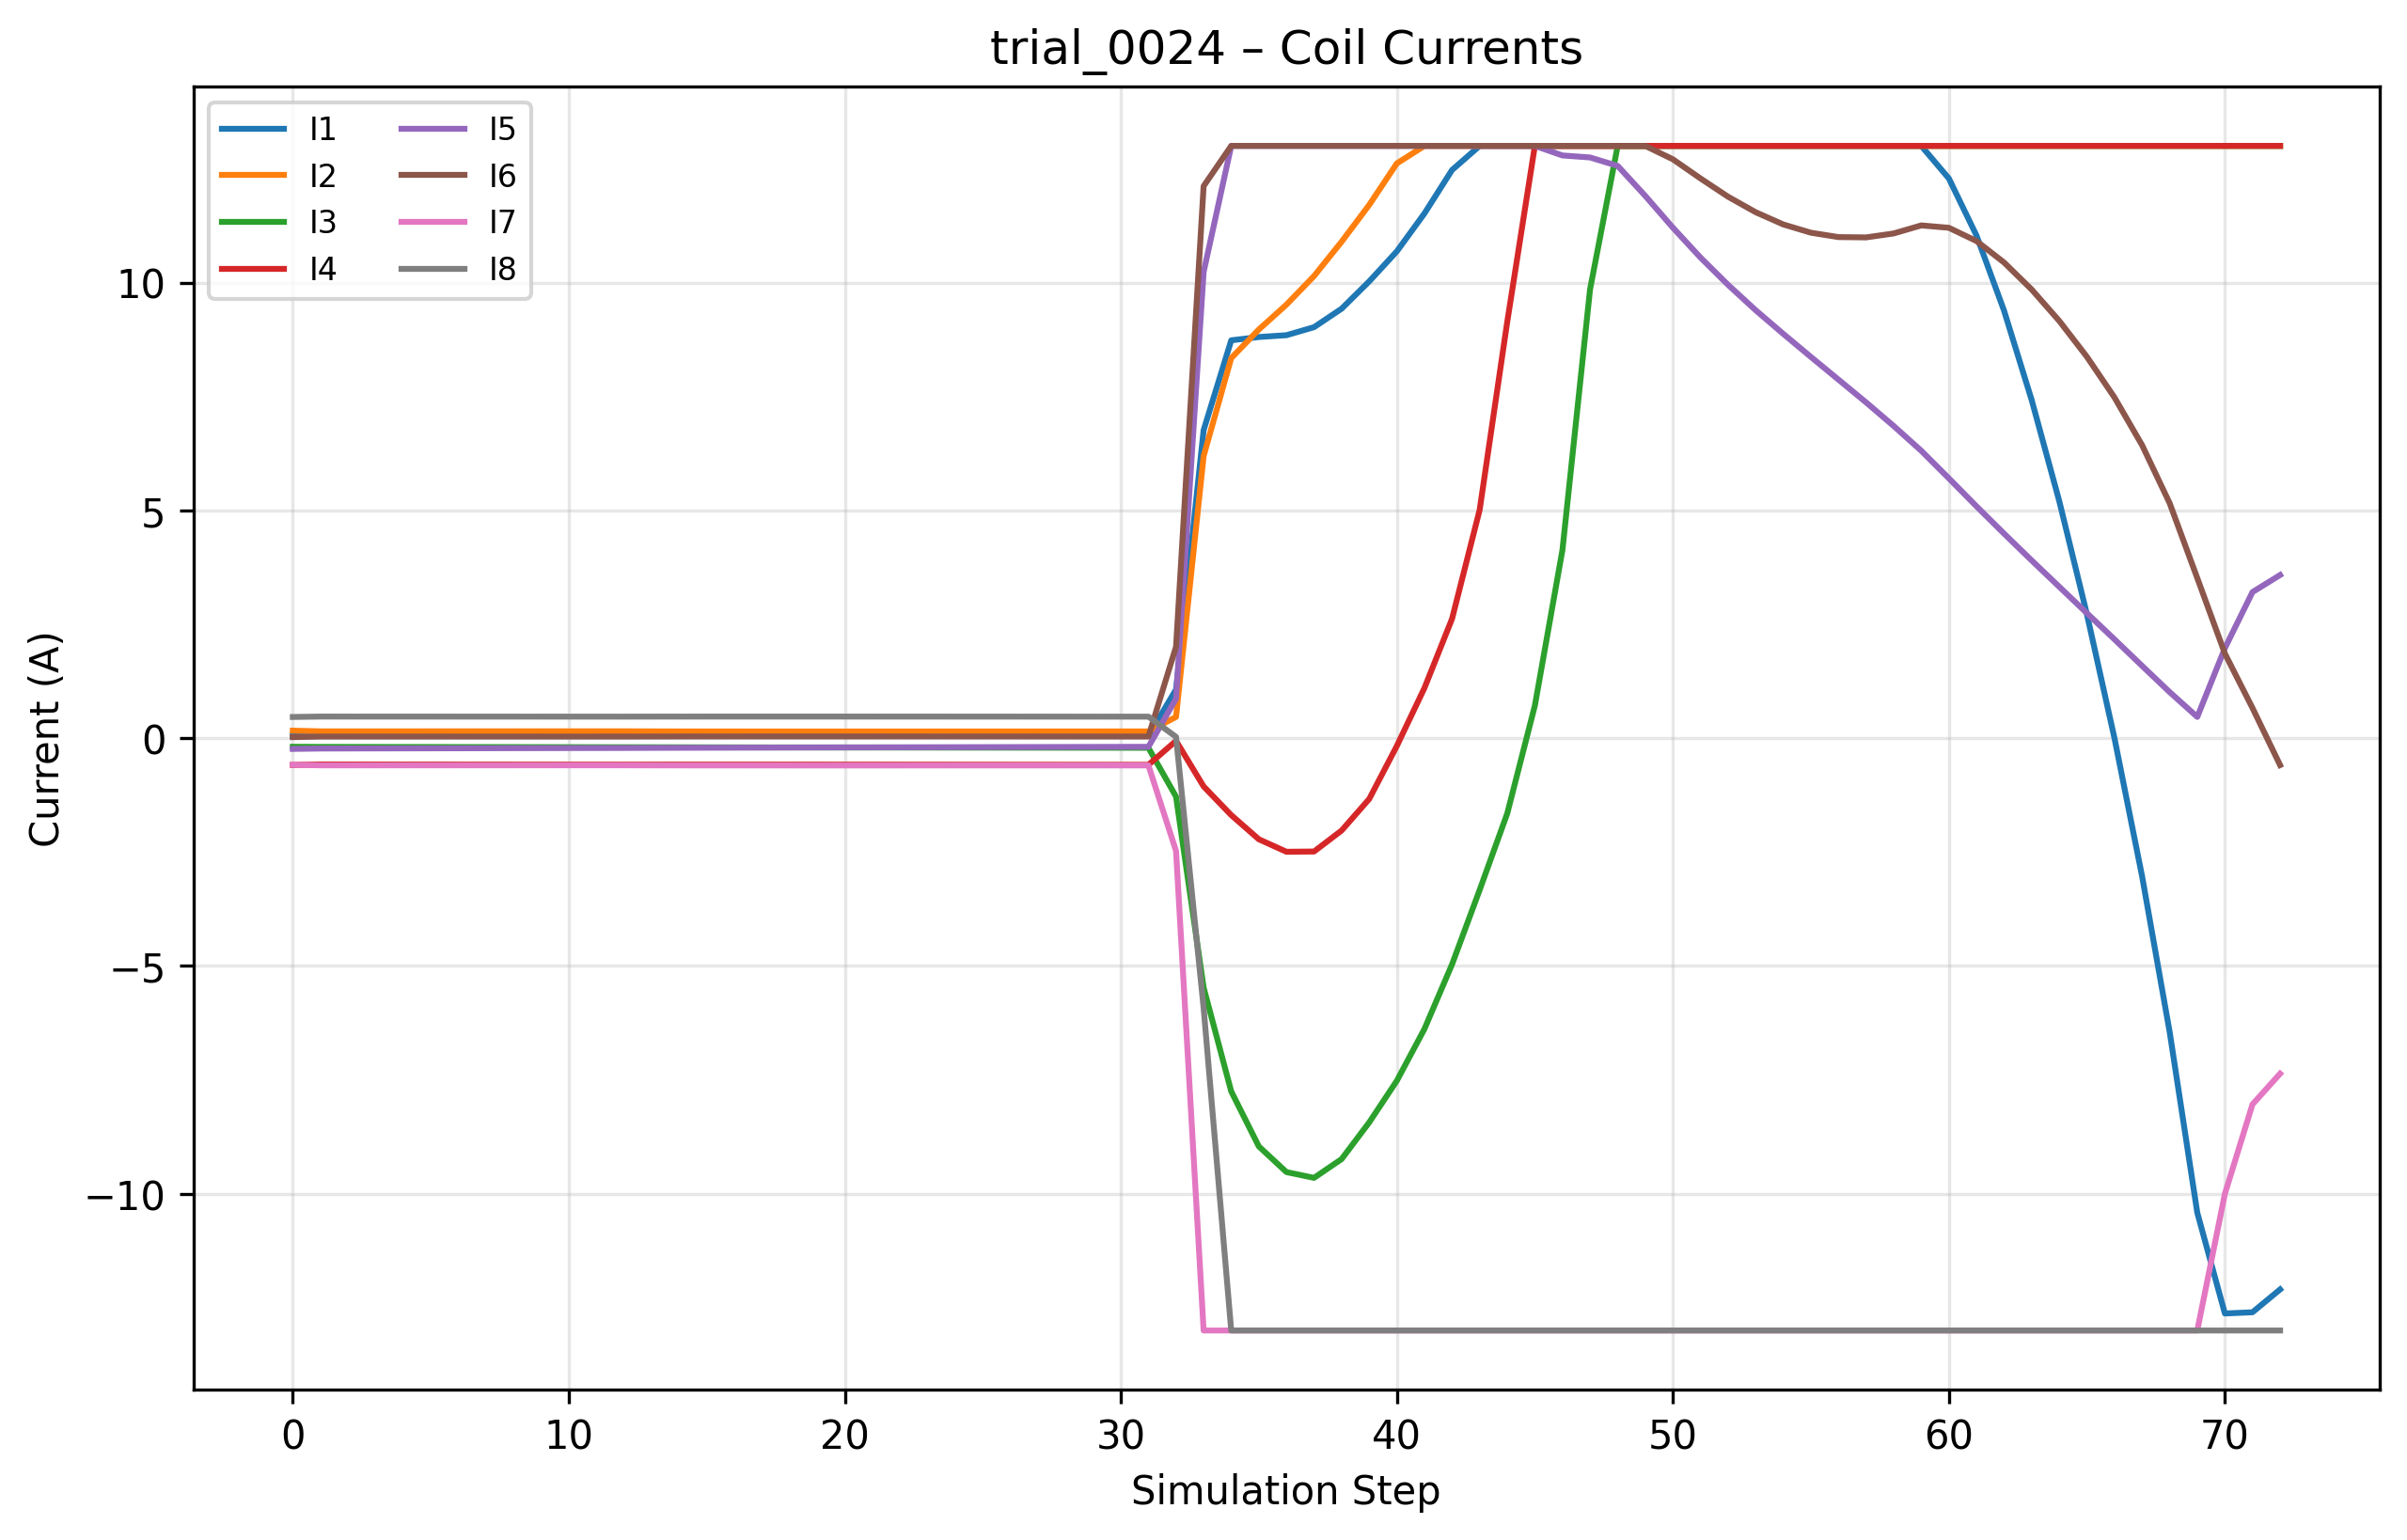 trial_0024 – Coil Currents
I1
I2
I3
I4
I5
I6
I7
I8
10
5
0
−5
−10
Current (A)
0
10
20
30
40
50
60
70
Simulation Step